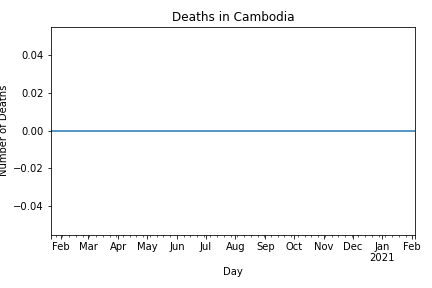 Deaths in Cambodia
0.04
0.02
0.00
−0.02
−0.04
Number of Deaths
Feb Mar Apr May Jun Jul Aug Sep Oct Nov Dec Jan Feb
2021
Day